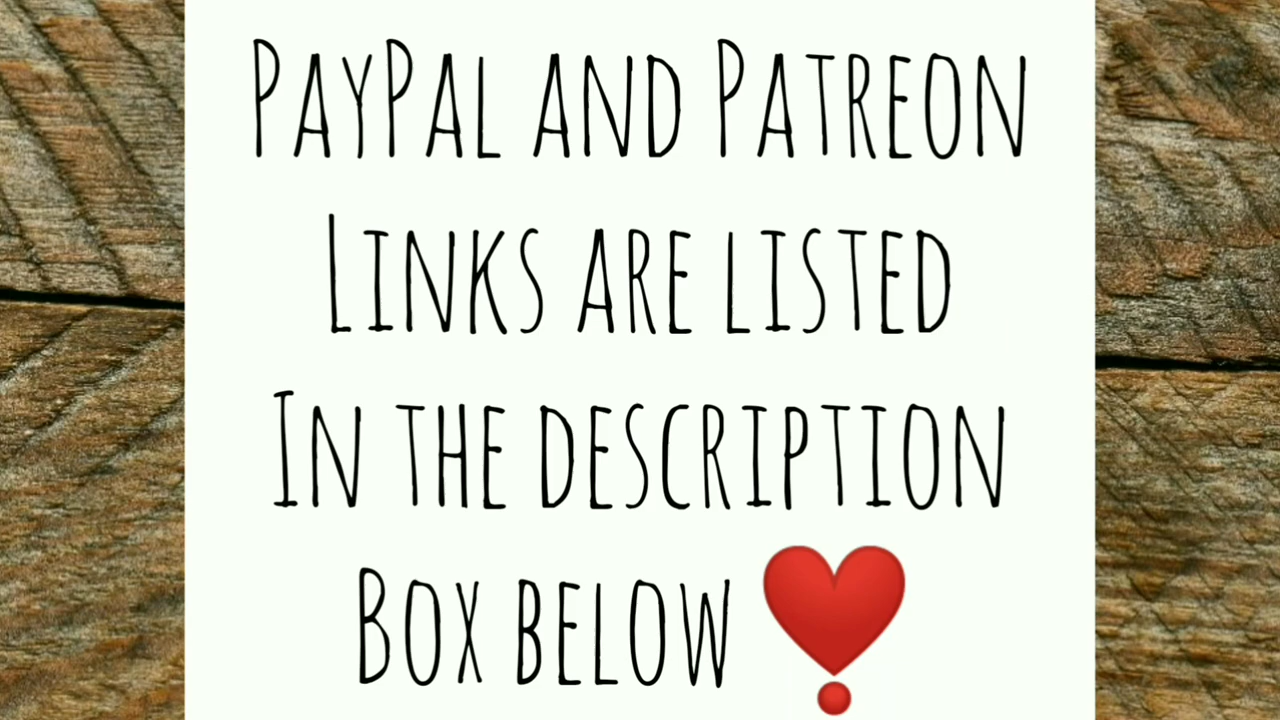 PayPal and Patreon
Links are listed
In the description
Box below ❣